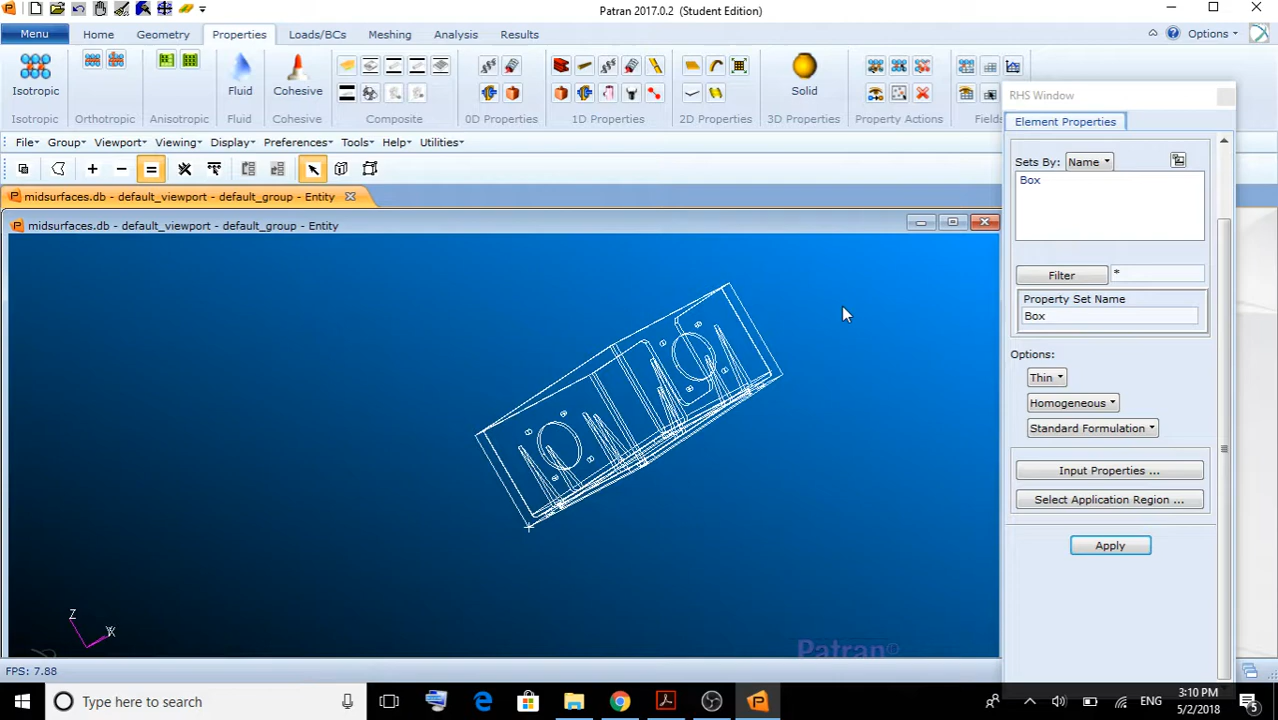 Patran 2017.0.2 (Student Edition)
Menu
Home
Geometry
Properties
Loads/BCs
Meshing
Analysis
Results
Options
Isotropic
Fluid
Cohesive
Solid
Isotropic
Orthotropic
Anisotropic
Fluid
Cohesive
Composite
0D Properties
1D Properties
2D Properties
3D Properties
Property Actions
Fields
File
Group
Viewport
Viewing
Display
Preferences
Tools
Help
Utilities
midsurfaces.db - default_viewport - default_group - Entity
midsurfaces.db - default_viewport - default_group - Entity
RHS Window
Element Properties
Sets By: Name
Box
Filter
*
Property Set Name
Box
Options:
Thin
Homogeneous
Standard Formulation
Input Properties ...
Select Application Region ...
Apply
Z
X
Patran©
FPS: 7.88
Type here to search
ENG
3:10 PM
5/2/2018
5